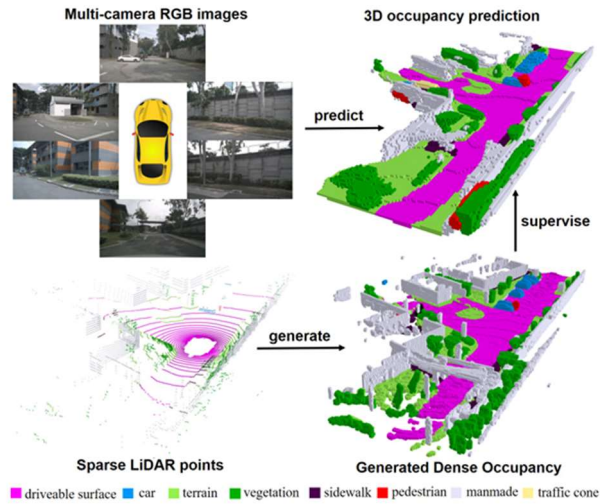 Multi-camera RGB images
3D occupancy prediction
predict
supervise
generate
Sparse LiDAR points
Generated Dense Occupancy
driveable surface car terrain vegetation sidewalk pedestrian manmade traffic cone